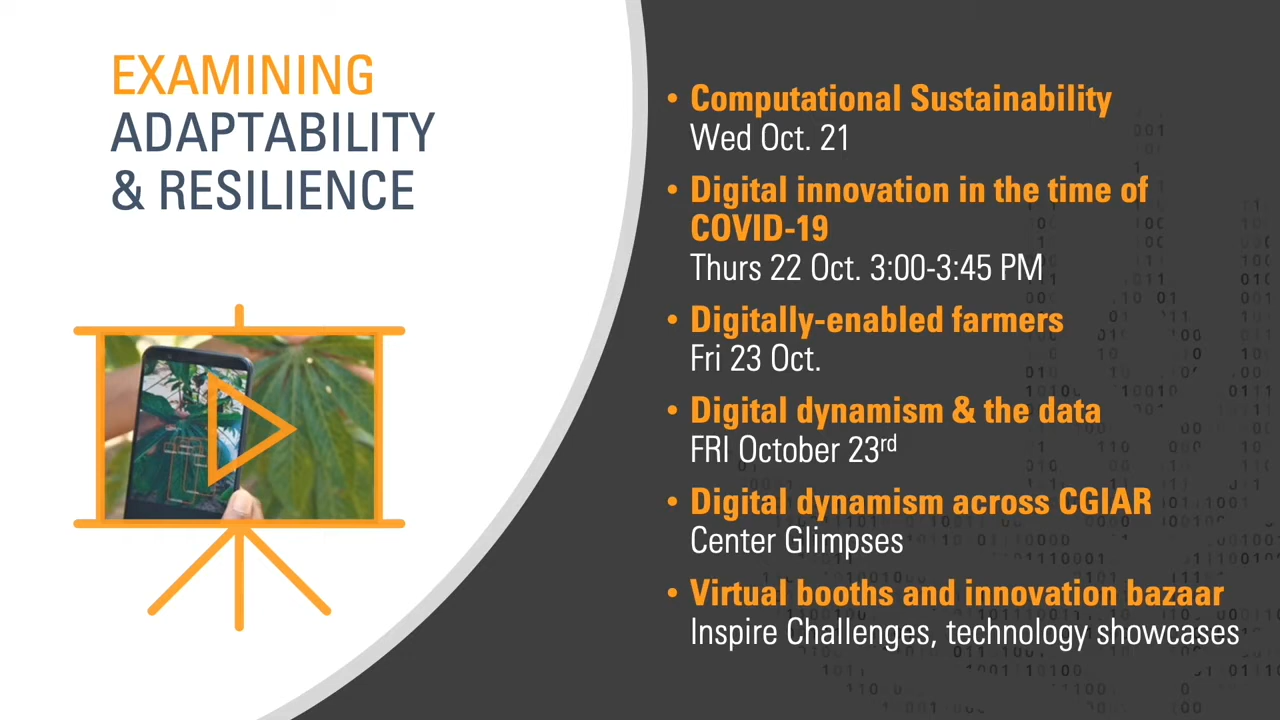 EXAMINING
ADAPTABILITY
& RESILIENCE
• Computational Sustainability
Wed Oct. 21
• Digital innovation in the time of
COVID-19
Thurs 22 Oct. 3:00-3:45 PM
• Digitally-enabled farmers
Fri 23 Oct.
• Digital dynamism & the data
FRI October 23rd
• Digital dynamism across CGIAR
Center Glimpses
• Virtual booths and innovation bazaar
Inspire Challenges, technology showcases